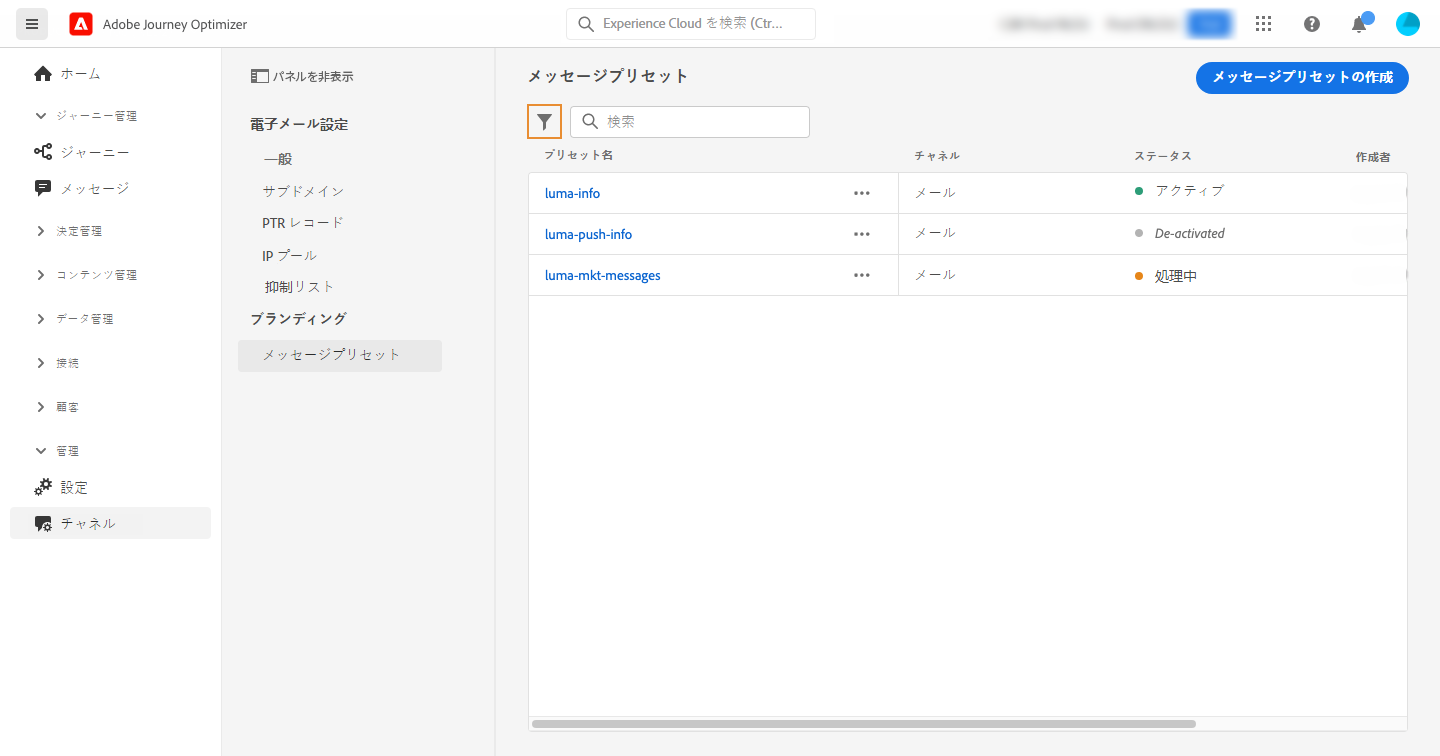 Adobe Journey Optimizer
Experience Cloud を検索 (Ctr...
ホーム
ジャーニー管理
ジャーニー
メッセージ
決定管理
コンテンツ管理
データ管理
接続
顧客
管理
設定
チャネル
パネルを非表示
電子メール設定
一般
サブドメイン
PTR レコード
IP プール
抑制リスト
ブランディング
メッセージプリセット
メッセージプリセット
メッセージプリセットの作成
検索
プリセット名 チャネル ステータス 作成者
luma-info ••• メール アクティブ
luma-push-info ••• メール De-activated
luma-mkt-messages ••• メール 処理中